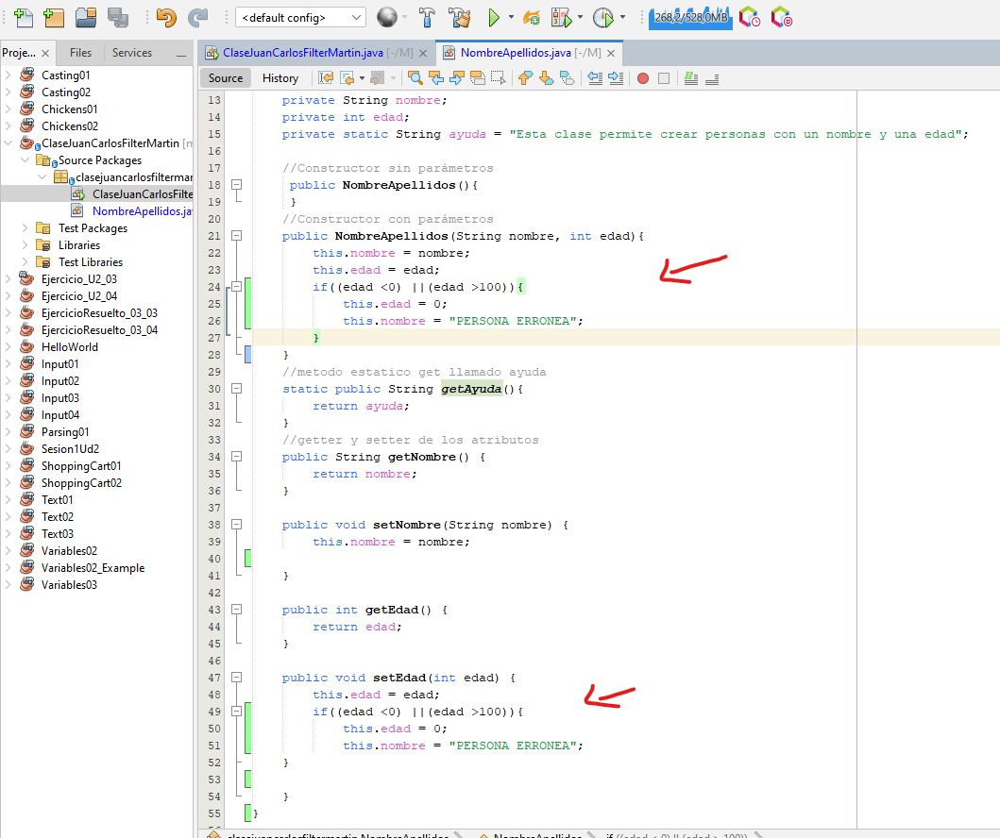 <default config>
268,2/528,0MB
Proje...
Files
Services
ClaseJuanCarlosFilterMartin.java [-/M]
NombreApellidos.java [-/M]
Source
History
Casting01
Casting02
Chickens01
Chickens02
ClaseJuanCarlosFilterMartin [m
Source Packages
clasejuancarlosfiltermar
ClaseJuanCarlosFilte
NombreApellidos.ja
Test Packages
Libraries
Test Libraries
Ejercicio_U2_03
Ejercicio_U2_04
EjercicioResuelto_03_03
EjercicioResuelto_03_04
HelloWorld
Input01
Input02
Input03
Input04
Parsing01
Sesion1Ud2
ShoppingCart01
ShoppingCart02
Text01
Text02
Text03
Variables02
Variables02_Example
Variables03
13 private String nombre;
14 private int edad;
15 private static String ayuda = "Esta clase permite crear personas con un nombre y una edad";
16
17 //Constructor sin parámetros
18 public NombreApellidos(){
19 }
20 //Constructor con parámetros
21 public NombreApellidos(String nombre, int edad){
22 this.nombre = nombre;
23 this.edad = edad;
24 if((edad <0) ||(edad >100)){
25 this.edad = 0;
26 this.nombre = "PERSONA ERRONEA";
27 }
28 }
29 //metodo estatico get llamado ayuda
30 static public String getAyuda(){
31 return ayuda;
32 }
33 //getter y setter de los atributos
34 public String getNombre() {
35 return nombre;
36 }
37
38 public void setNombre(String nombre) {
39 this.nombre = nombre;
40
41 }
42
43 public int getEdad() {
44 return edad;
45 }
46
47 public void setEdad(int edad) {
48 this.edad = edad;
49 if((edad <0) ||(edad >100)){
50 this.edad = 0;
51 this.nombre = "PERSONA ERRONEA";
52 }
53
54 }
55 }
clasejuancarlosfiltermartin.NombreApellidos
NombreApellidos
if ((edad < 0) || (edad > 100))